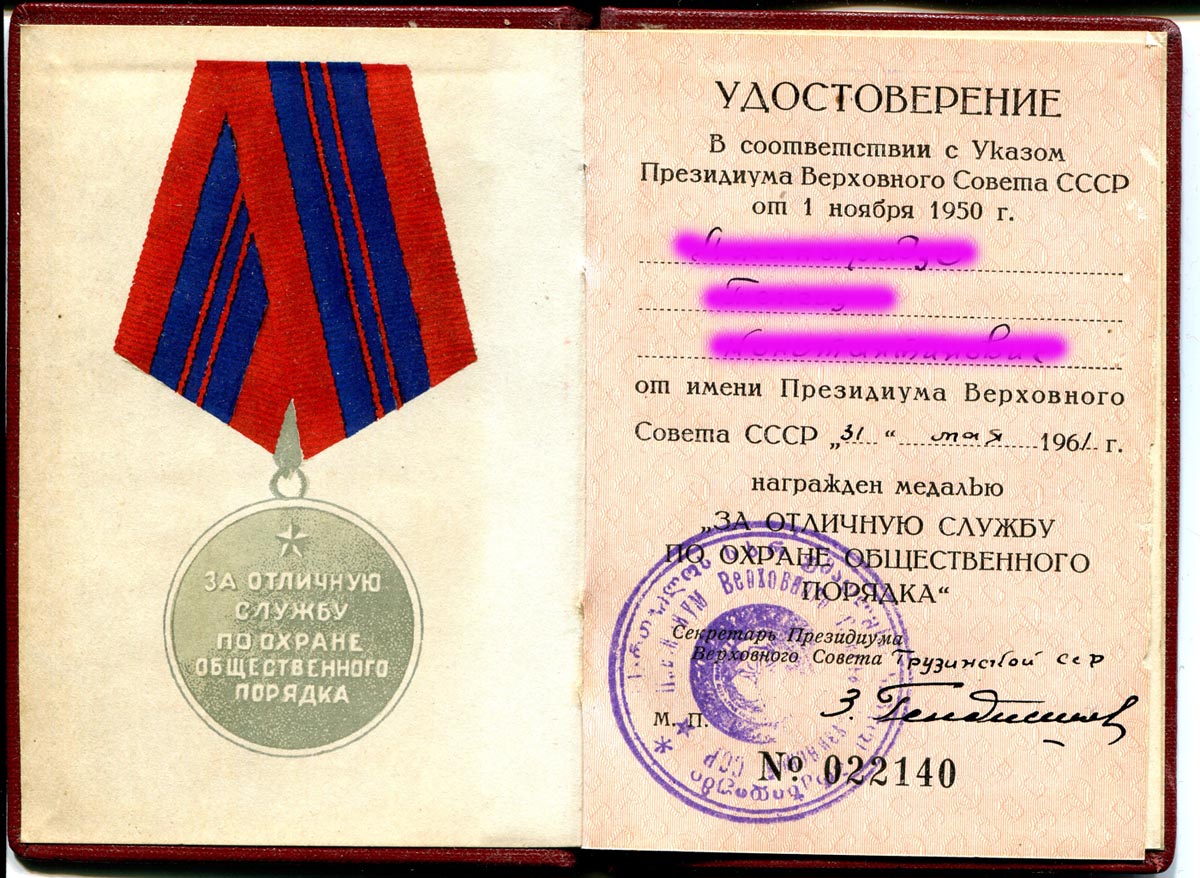 ЗА ОТЛИЧНУЮ
СЛУЖБУ
ПО ОХРАНЕ
ОБЩЕСТВЕННОГО
ПОРЯДКА
УДОСТОВЕРЕНИЕ
В соответствии с Указом
Президиума Верховного Совета СССР
от 1 ноября 1950 г.
от имени Президиума Верховного
Совета СССР „31“ мая 1961 г.
награжден медалью
„ЗА ОТЛИЧНУЮ СЛУЖБУ
ПО ОХРАНЕ ОБЩЕСТВЕННОГО
ПОРЯДКА“
Секретарь Президиума
Верховного Совета Грузинской ССР
М. П.
№ 022140
Верховного
ССР